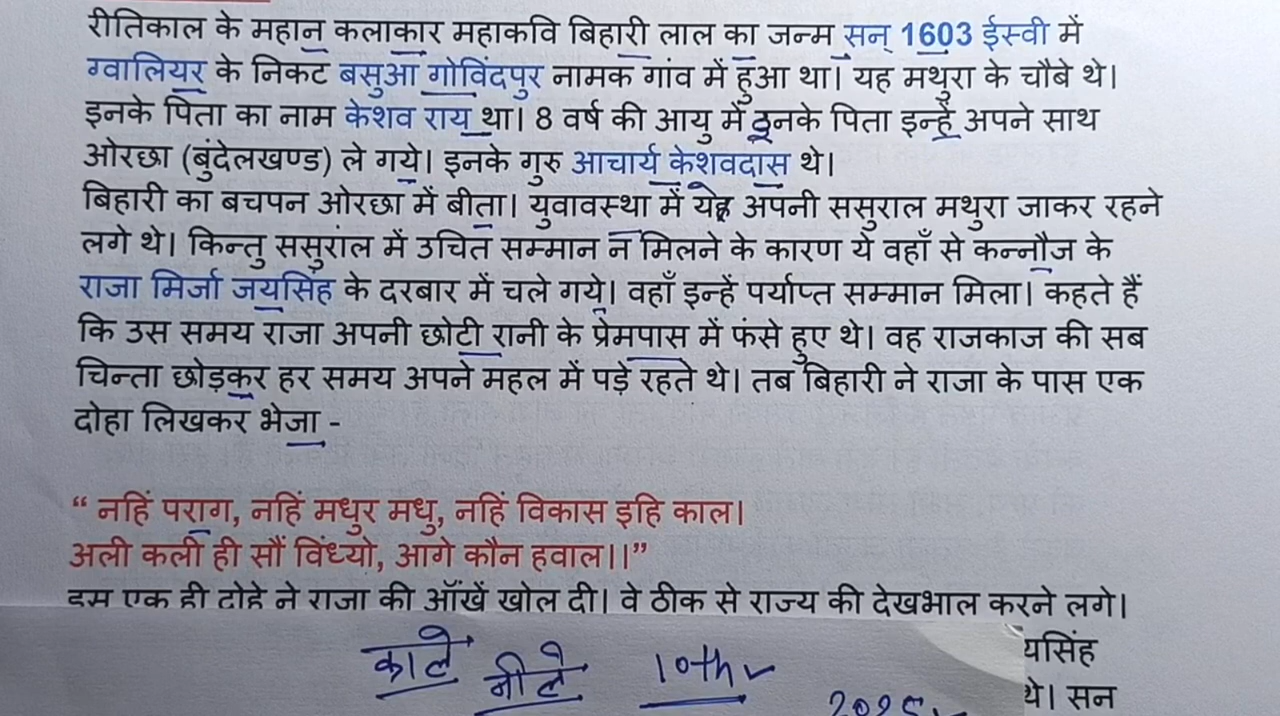 रीतिकाल के महान कलाकार महाकवि बिहारी लाल का जन्म सन् 1603 ईस्वी में
ग्वालियर के निकट बसुआ गोविंदपुर नामक गांव में हुआ था। यह मथुरा के चौबे थे।
इनके पिता का नाम केशव राय था। 8 वर्ष की आयु में इनके पिता इन्हें अपने साथ
ओरछा (बुंदेलखण्ड) ले गये। इनके गुरु आचार्य केशवदास थे।
बिहारी का बचपन ओरछा में बीता। युवावस्था में ये अपनी ससुराल मथुरा जाकर रहने
लगे थे। किन्तु ससुरांल में उचित सम्मान न मिलने के कारण ये वहाँ से कन्नौज के
राजा मिर्जा जयसिंह के दरबार में चले गये। वहाँ इन्हें पर्याप्त सम्मान मिला। कहते हैं
कि उस समय राजा अपनी छोटी रानी के प्रेमपास में फंसे हुए थे। वह राजकाज की सब
चिन्ता छोड़कर हर समय अपने महल में पड़े रहते थे। तब बिहारी ने राजा के पास एक
दोहा लिखकर भेजा -
“ नहिं पराग, नहिं मधुर मधु, नहिं विकास इहि काल।
अली कली ही सौं विंध्यो, आगे कौन हवाल।।”
इस एक ही दोहे ने राजा की ऑंखें खोल दी। वे ठीक से राज्य की देखभाल करने लगे।
यसिंह
काले नीले 10th
थे। सन
2025